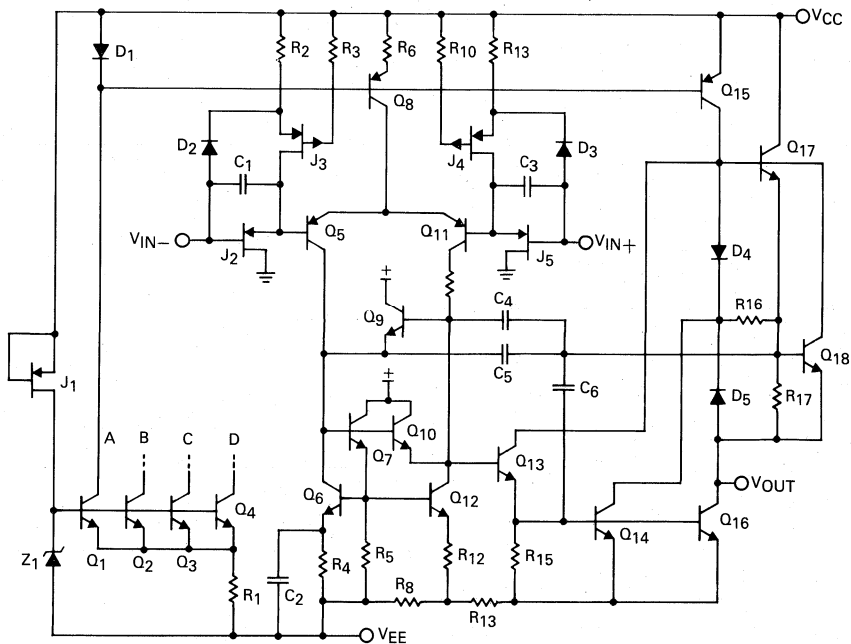 VCC
D1
R2
R3
R6
R10
R13
Q8
Q15
D2
C1
J3
J4
C3
D3
Q17
VIN−
J2
Q5
Q11
J5
VIN+
D4
+
Q9
C4
R16
C5
Q18
J1
C6
+
D5
R17
A
B
C
D
Q7
Q10
Q13
Q6
Q12
VOUT
Q4
Q14
Q16
Z1
Q1
Q2
Q3
R4
R5
R12
R15
R1
C2
R8
R13
VEE